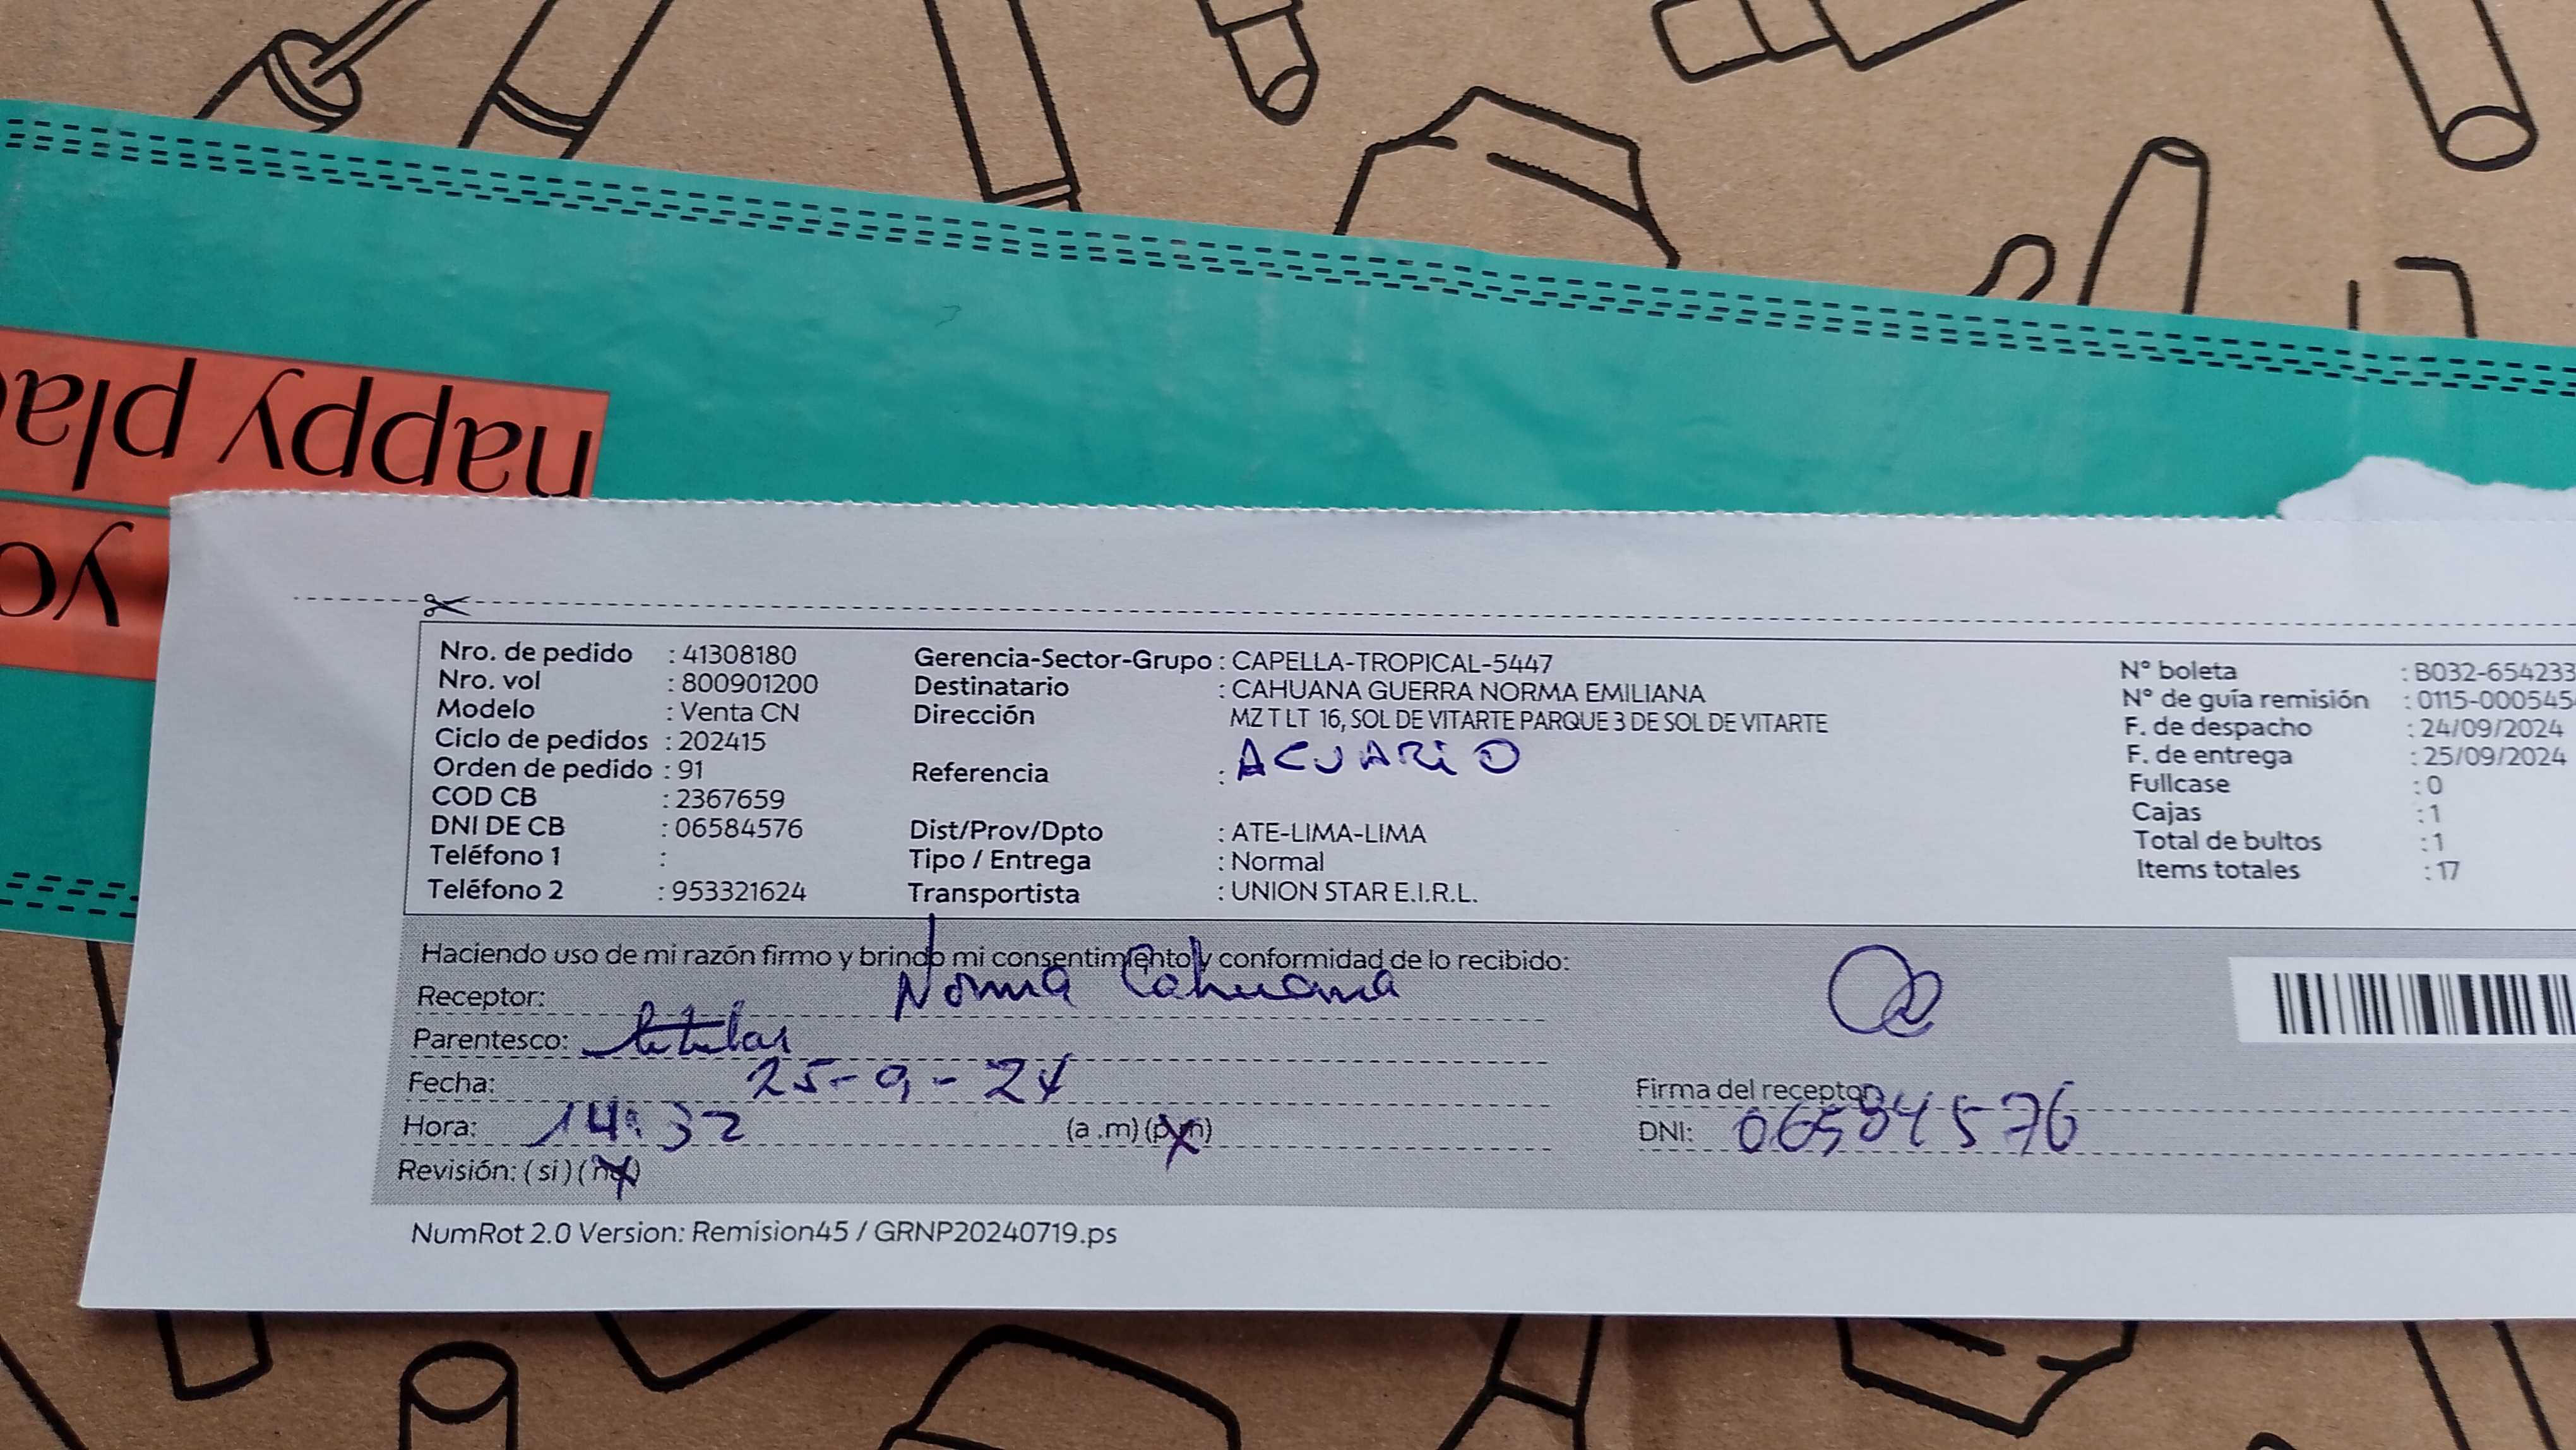 happy pla
yo
Nro. de pedido : 41308180
Nro. vol : 800901200
Modelo : Venta CN
Ciclo de pedidos : 202415
Orden de pedido : 91
COD CB : 2367659
DNI DE CB : 06584576
Teléfono 1 :
Teléfono 2 : 953321624
Gerencia-Sector-Grupo : CAPELLA-TROPICAL-5447
Destinatario : CAHUANA GUERRA NORMA EMILIANA
Dirección MZ T LT 16, SOL DE VITARTE PARQUE 3 DE SOL DE VITARTE
Referencia : ACUARIO
Dist/Prov/Dpto : ATE-LIMA-LIMA
Tipo / Entrega : Normal
Transportista : UNION STAR E.I.R.L.
N° boleta : B032-654233
N° de guía remisión : 0115-000545
F. de despacho : 24/09/2024
F. de entrega : 25/09/2024
Fullcase : 0
Cajas : 1
Total de bultos : 1
Items totales : 17
Haciendo uso de mi razón firmo y brindo mi consentimiento y conformidad de lo recibido:
Receptor: Norma Cahuana
Parentesco: titular
Fecha: 25-9-24
Hora: 14:32 (a .m) (p.m)
Revisión: (si) (no)
Firma del receptor
DNI: 06584576
NumRot 2.0 Version: Remision45 / GRNP20240719.ps